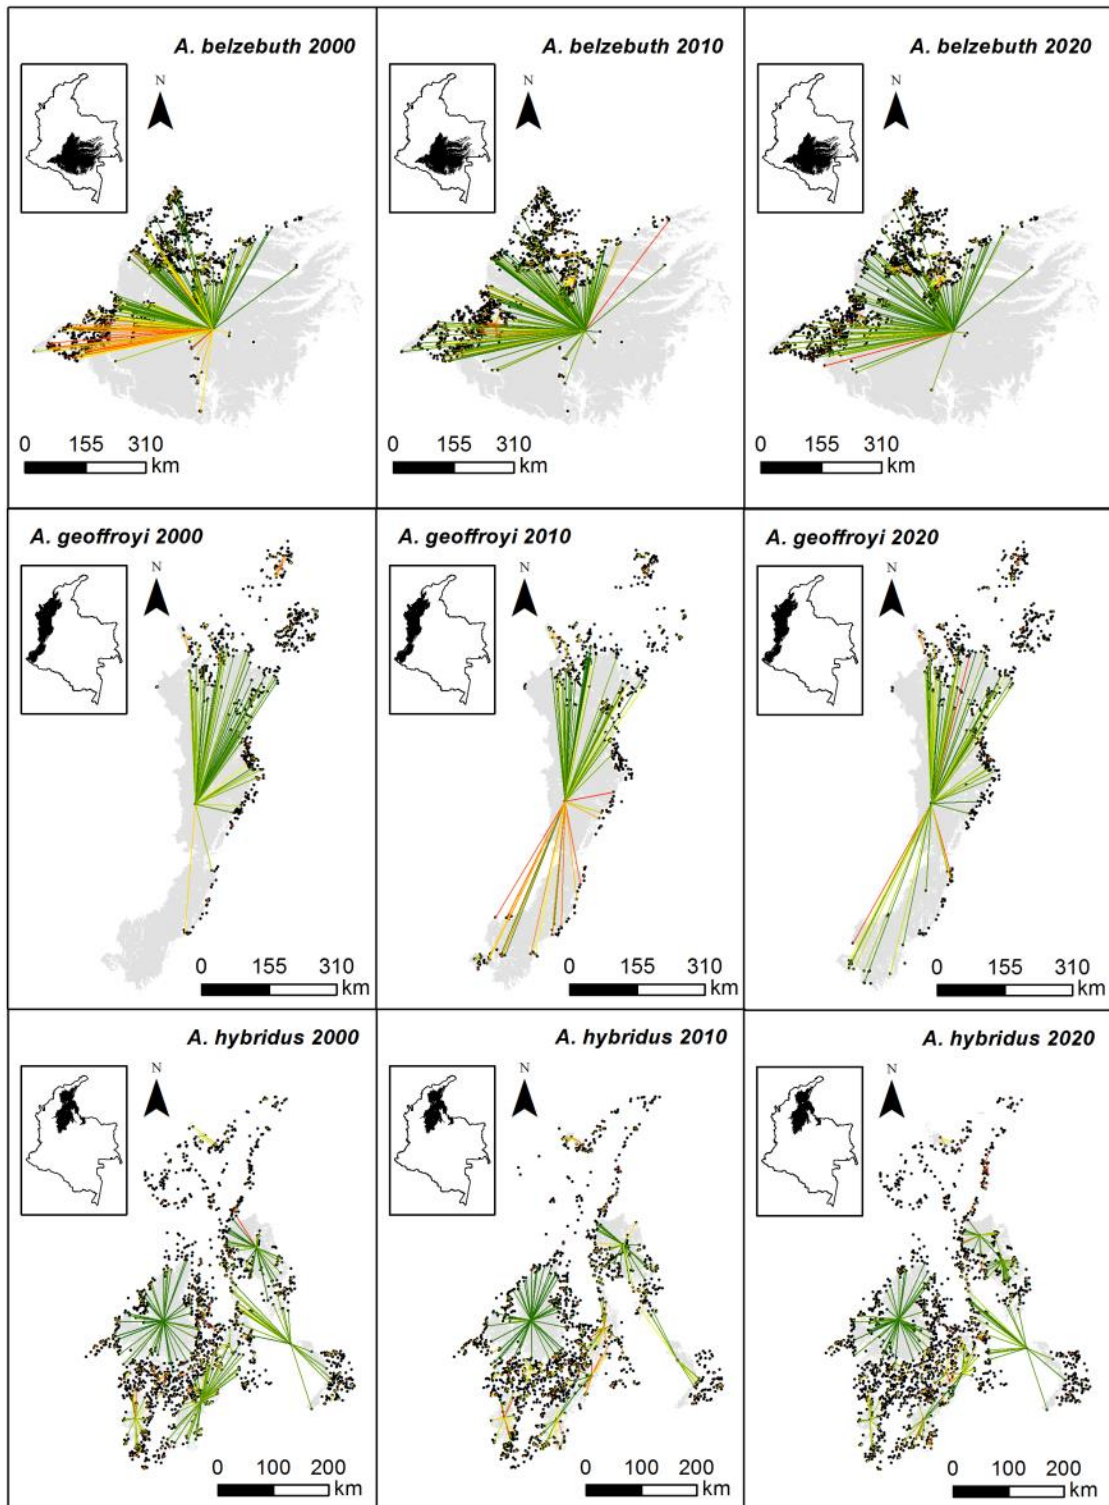 A. belzebuth 2000
N
0 155 310
km
A. belzebuth 2010
N
0 155 310
km
A. belzebuth 2020
N
0 155 310
km
A. geoffroyi 2000
N
0 155 310
km
A. geoffroyi 2010
N
0 155 310
km
A. geoffroyi 2020
N
0 155 310
km
A. hybridus 2000
N
0 100 200
km
A. hybridus 2010
N
0 100 200
km
A. hybridus 2020
N
0 100 200
km